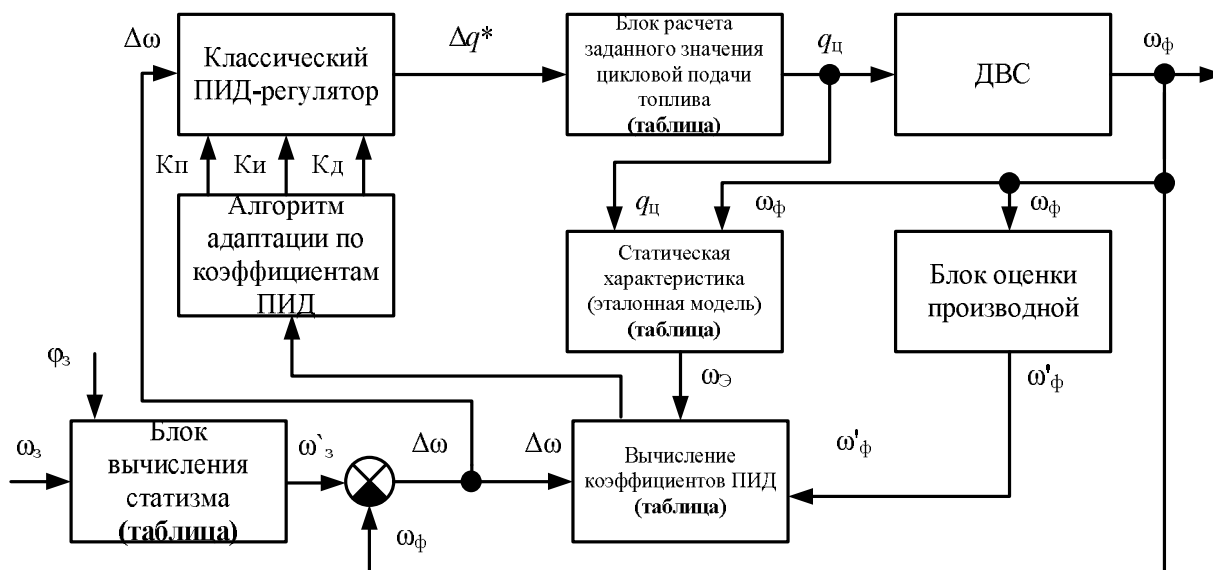 Δω
Классический
ПИД-регулятор
Δq*
Блок расчета
заданного значения
цикловой подачи
топлива
(таблица)
qц
ДВС
ωф
Кп
Ки
Кд
Алгоритм
адаптации по
коэффициентам
ПИД
qц
ωф
ωф
Статическая
характеристика
(эталонная модель)
(таблица)
Блок оценки
производной
φз
ωЭ
ω'ф
ωз
Блок
вычисления
статизма
(таблица)
ω`з
Δω
Δω
Вычисление
коэффициентов ПИД
(таблица)
ω'ф
ωф